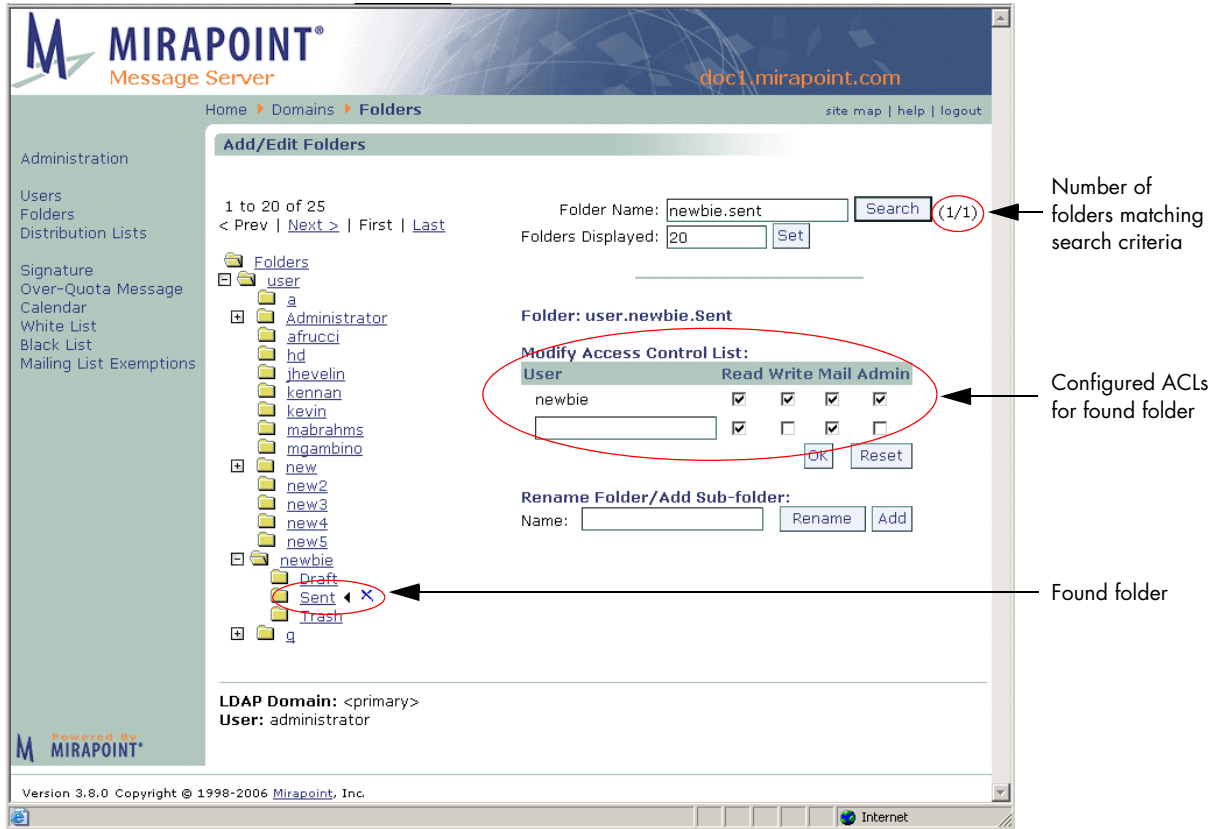 MIRAPOINT®
Message Server
doc1.mirapoint.com
Home Domains Folders
site map | help | logout
Administration
Users
Folders
Distribution Lists
Signature
Over-Quota Message
Calendar
White List
Black List
Mailing List Exemptions
Add/Edit Folders
1 to 20 of 25
< Prev | Next > | First | Last
Folders
user
a
Administrator
afrucci
hd
jhevelin
kennan
kevin
mabrahms
mgambino
new
new2
new3
new4
new5
newbie
Draft
Sent
Trash
q
Folder Name: newbie.sent Search (1/1)
Folders Displayed: 20 Set
Folder: user.newbie.Sent
Modify Access Control List:
User Read Write Mail Admin
newbie
OK Reset
Rename Folder/Add Sub-folder:
Name: Rename Add
Number of
folders matching
search criteria
Configured ACLs
for found folder
Found folder
LDAP Domain: <primary>
User: administrator
Powered By
MIRAPOINT
Version 3.8.0 Copyright © 1998-2006 Mirapoint, Inc.
Internet